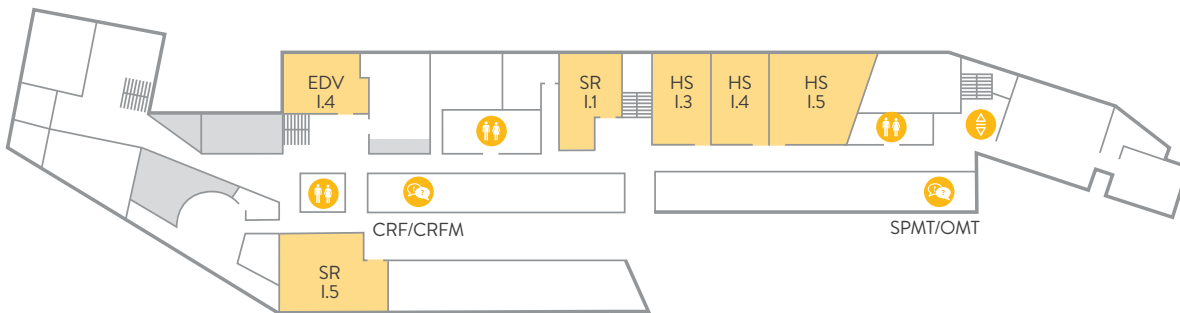 EDV
I.4
SR
I.1
HS
I.3
HS
I.4
HS
I.5
CRF/CRFM
SPMT/OMT
SR
I.5